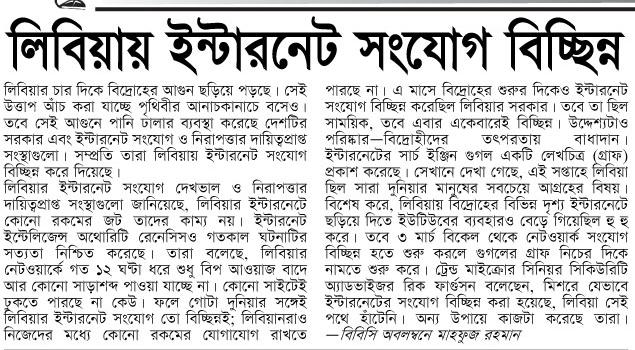 লিবিয়ায় ইন্টারনেট সংযোগ বিচ্ছিন্ন
লিবিয়ার চার দিকে বিদ্রোহের আগুন ছড়িয়ে পড়ছে। সেই
উত্তাপ আঁচ করা যাচ্ছে পৃথিবীর আনাচকানাচে বসেও।
তবে সেই আগুনে পানি ঢালার ব্যবস্থা করেছে দেশটির
সরকার এবং ইন্টারনেট সংযোগ ও নিরাপত্তার দায়িত্বপ্রাপ্ত
সংস্থাগুলো। সম্প্রতি তারা লিবিয়ায় ইন্টারনেট সংযোগ
বিচ্ছিন্ন করে দিয়েছে।
লিবিয়ার ইন্টারনেট সংযোগ দেখভাল ও নিরাপত্তার
দায়িত্বপ্রাপ্ত সংস্থাগুলো জানিয়েছে, লিবিয়ার ইন্টারনেটে
কোনো রকমের জট তাদের কাম্য নয়। ইন্টারনেট
ইন্টেলিজেন্স অথোরিটি রেনেসিসও গতকাল ঘটনাটির
সত্যতা নিশ্চিত করেছে। তারা বলেছে, লিবিয়ার
নেটওয়ার্কে গত ১২ ঘণ্টা ধরে শুধু বিপ আওয়াজ বাদে
আর কোনো সাড়াশব্দ পাওয়া যাচ্ছে না। কোনো সাইটেই
ঢুকতে পারছে না কেউ। ফলে গোটা দুনিয়ার সঙ্গেই
লিবিয়ার ইন্টারনেট সংযোগ তো বিচ্ছিন্নই; লিবিয়ানরাও
নিজেদের মধ্যে কোনো রকমের যোগাযোগ রাখতে
পারছে না। এ মাসে বিদ্রোহের শুরুর দিকেও ইন্টারনেট
সংযোগ বিচ্ছিন্ন করেছিল লিবিয়ার সরকার। তবে তা ছিল
সাময়িক, তবে এবার একেবারেই বিচ্ছিন্ন। উদ্দেশ্যটাও
পরিষ্কার—বিদ্রোহীদের তৎপরতায় বাধাদান।
ইন্টারনেটের সার্চ ইঞ্জিন গুগল একটি লেখচিত্র (গ্রাফ)
প্রকাশ করেছে। সেখানে দেখা গেছে, এই সপ্তাহে লিবিয়া
ছিল সারা দুনিয়ার মানুষের সবচেয়ে আগ্রহের বিষয়।
বিশেষ করে, লিবিয়ায় বিদ্রোহের বিভিন্ন দৃশ্য ইন্টারনেটে
ছড়িয়ে দিতে ইউটিউবের ব্যবহারও বেড়ে গিয়েছিল হু হু
করে। তবে ৩ মার্চ বিকেল থেকে নেটওয়ার্ক সংযোগ
বিচ্ছিন্ন হতে শুরু করলে গুগলের গ্রাফ নিচের দিকে
নামতে শুরু করে। ট্রেন্ড মাইক্রোর সিনিয়র সিকিউরিটি
অ্যাডভাইজর রিক ফার্গুসন বলেছেন, মিশরে যেভাবে
ইন্টারনেটের সংযোগ বিচ্ছিন্ন করা হয়েছে, লিবিয়া সেই
পথে হাঁটেনি। অন্য উপায়ে কাজটা করেছে তারা।
—বিবিসি অবলম্বনে মাহফুজ রহমান